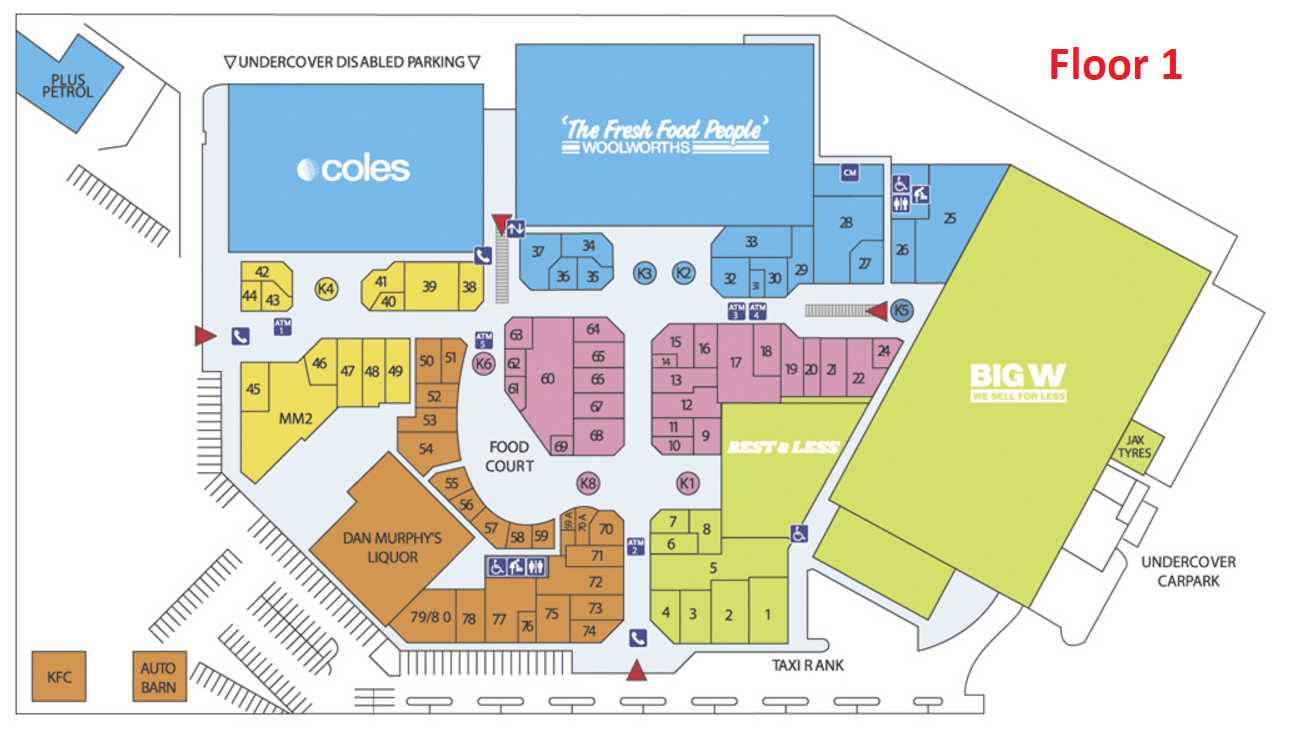 Floor 1
PLUS
PETROL
UNDERCOVER DISABLED PARKING
coles
'The Fresh Food People'
WOOLWORTHS
CM
28
27
25
26
37
34
36
35
K3
K2
33
32
31
30
29
42
44
43
K4
41
40
39
38
ATM
1
ATM
3
ATM
4
K5
ATM
5
K6
63
62
61
60
64
65
66
67
68
69
15
14
16
13
12
11
10
9
17
18
19
20
21
22
24
BIG W
WE SELL FOR LESS
45
46
47
48
49
MM2
50
51
52
53
54
FOOD
COURT
BEST & LESS
JAX
TYRES
K8
K1
55
56
57
58
59
59 A
70 A
70
71
72
73
74
75
76
77
78
79/8 0
DAN MURPHY'S
LIQUOR
ATM
2
7
8
6
5
4
3
2
1
UNDERCOVER
CARPARK
TAXI RANK
KFC
AUTO
BARN